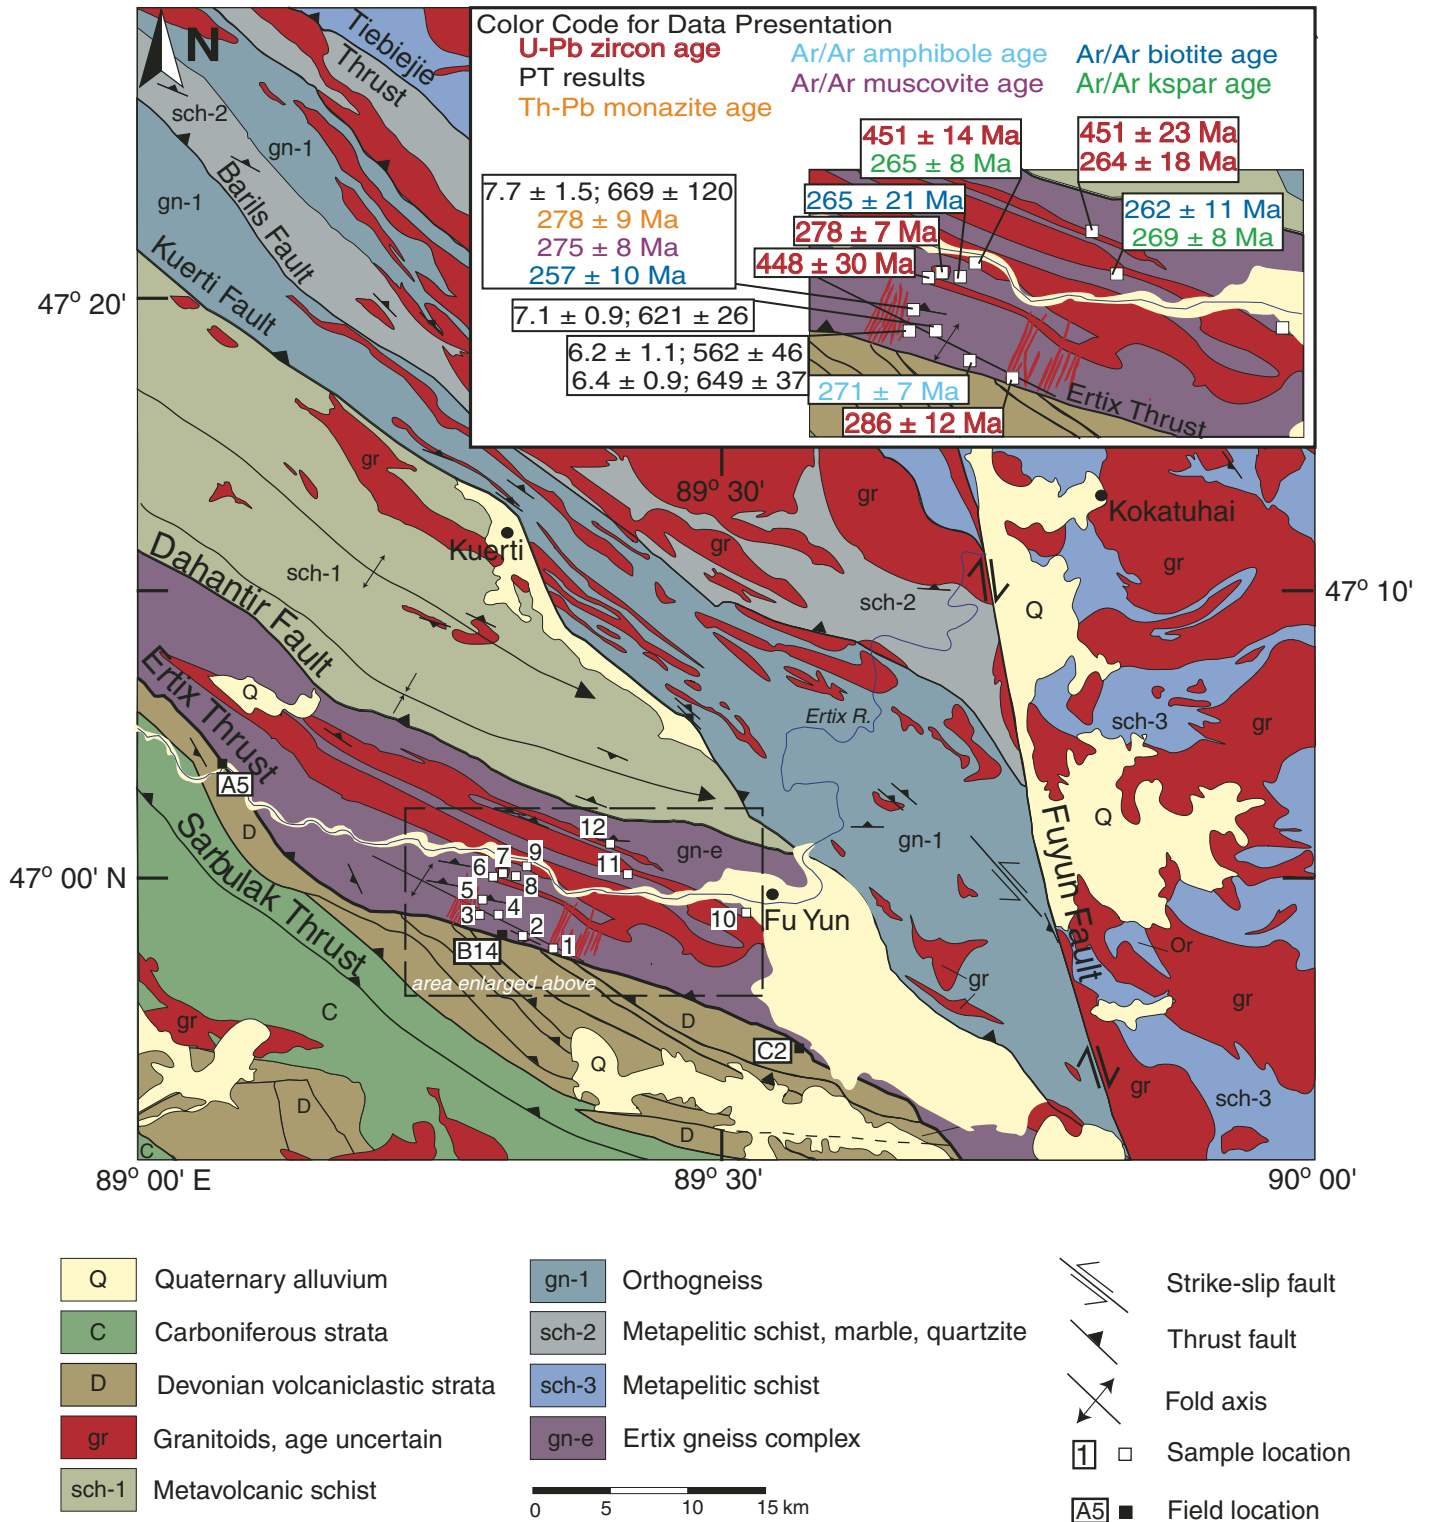 Color Code for Data Presentation
U-Pb zircon age
Ar/Ar amphibole age
Ar/Ar biotite age
PT results
Ar/Ar muscovite age
Ar/Ar kspar age
Th-Pb monazite age
451 ± 14 Ma
265 ± 8 Ma
451 ± 23 Ma
264 ± 18 Ma
7.7 ± 1.5; 669 ± 120
278 ± 9 Ma
275 ± 8 Ma
257 ± 10 Ma
265 ± 21 Ma
262 ± 11 Ma
269 ± 8 Ma
278 ± 7 Ma
448 ± 30 Ma
7.1 ± 0.9; 621 ± 26
6.2 ± 1.1; 562 ± 46
6.4 ± 0.9; 649 ± 37
271 ± 7 Ma
286 ± 12 Ma
Ertix Thrust
N
Tiebiejie
Thrust
sch-2
gn-1
gn-1
Barils Fault
Kuerti Fault
47º 20'
89º 30'
gr
gr
gr
Kokatuhai
gr
Kuerti
sch-1
sch-2
Q
47º 10'
Dahantir Fault
Ertix Thrust
Q
Ertix R.
sch-3
gr
A5
D
Sarbulak Thrust
12
gn-e
gn-1
Fuyun Fault
Q
47º 00' N
7
9
6
11
8
5
4
3
2
1
10
Fu Yun
B14
area enlarged above
Or
gr
gr
C
gr
D
C2
Q
D
gr
sch-3
D
C
89º 00' E
89º 30'
90º 00'
Q
Quaternary alluvium
C
Carboniferous strata
D
Devonian volcaniclastic strata
gr
Granitoids, age uncertain
sch-1
Metavolcanic schist
gn-1
Orthogneiss
sch-2
Metapelitic schist, marble, quartzite
sch-3
Metapelitic schist
gn-e
Ertix gneiss complex
0
5
10
15 km
Strike-slip fault
Thrust fault
Fold axis
1
Sample location
A5
Field location